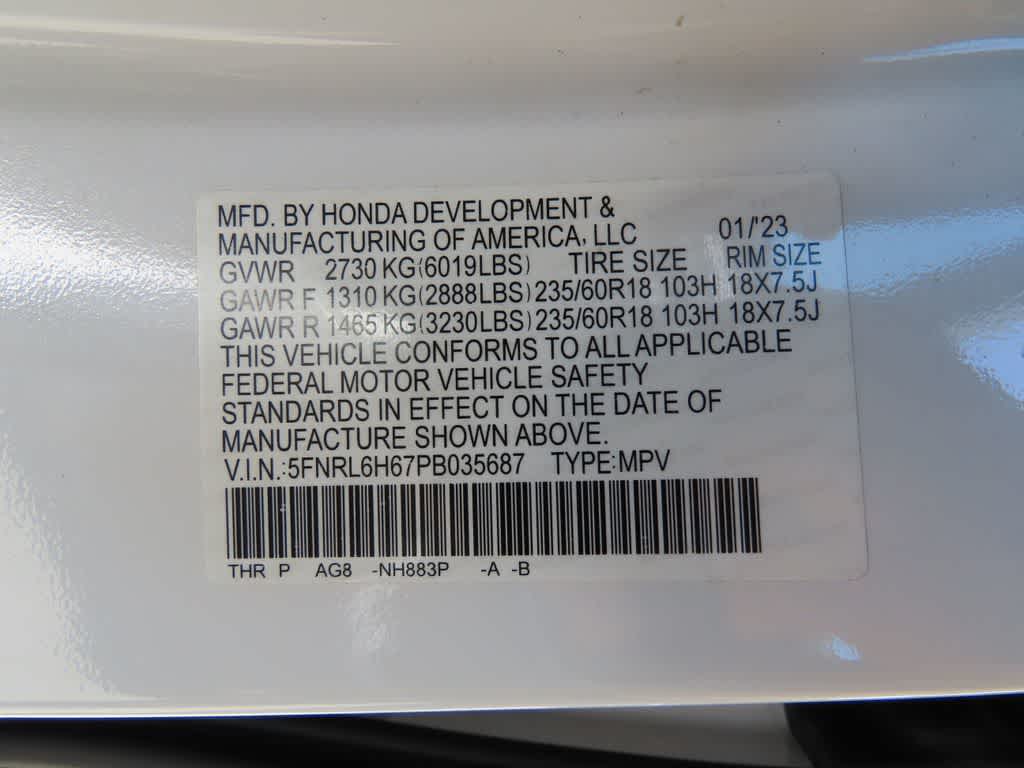 MFD. BY HONDA DEVELOPMENT &
MANUFACTURING OF AMERICA, LLC 01/'23
GVWR 2730 KG(6019LBS) TIRE SIZE RIM SIZE
GAWR F 1310 KG(2888LBS) 235/60R18 103H 18X7.5J
GAWR R 1465 KG(3230LBS) 235/60R18 103H 18X7.5J
THIS VEHICLE CONFORMS TO ALL APPLICABLE
FEDERAL MOTOR VEHICLE SAFETY
STANDARDS IN EFFECT ON THE DATE OF
MANUFACTURE SHOWN ABOVE.
V.I.N.:5FNRL6H67PB035687 TYPE:MPV
THR P AG8 -NH883P -A -B